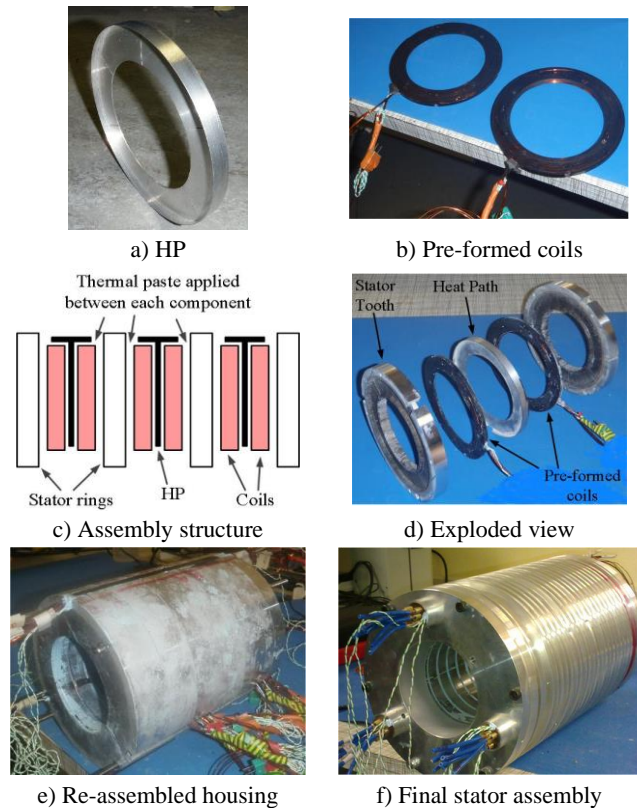 a) HP
b) Pre-formed coils
Thermal paste applied
between each component
Stator rings
HP
Coils
c) Assembly structure
Stator
Tooth
Heat Path
Pre-formed
coils
d) Exploded view
e) Re-assembled housing
f) Final stator assembly